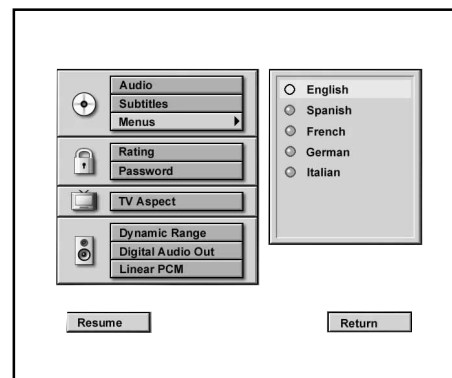 Audio
Subtitles
Menus
Rating
Password
TV Aspect
Dynamic Range
Digital Audio Out
Linear PCM
English
Spanish
French
German
Italian
Resume
Return